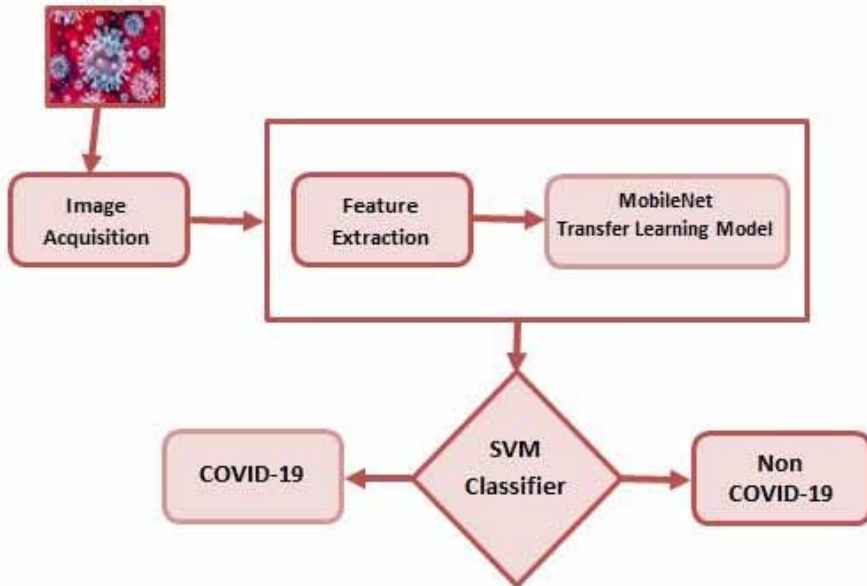 Image
Acquisition
Feature
Extraction
MobileNet
Transfer Learning Model
SVM
Classifier
COVID-19
Non
COVID-19